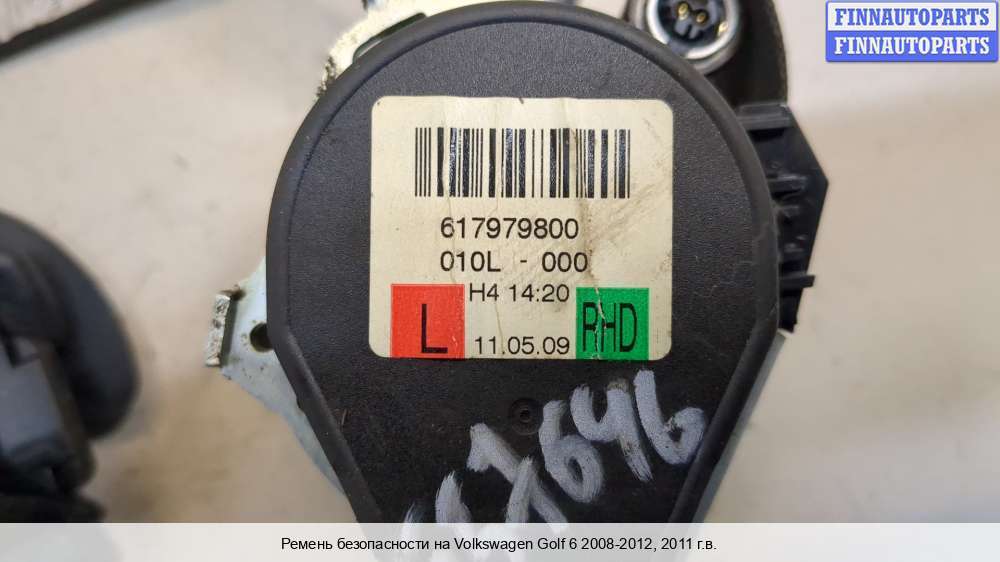 FINNAUTOPARTS
FINNAUTOPARTS
617979800
010L - 000
H4 14:20
L
11.05.09
RHD
Ремень безопасности на Volkswagen Golf 6 2008-2012, 2011 г.в.